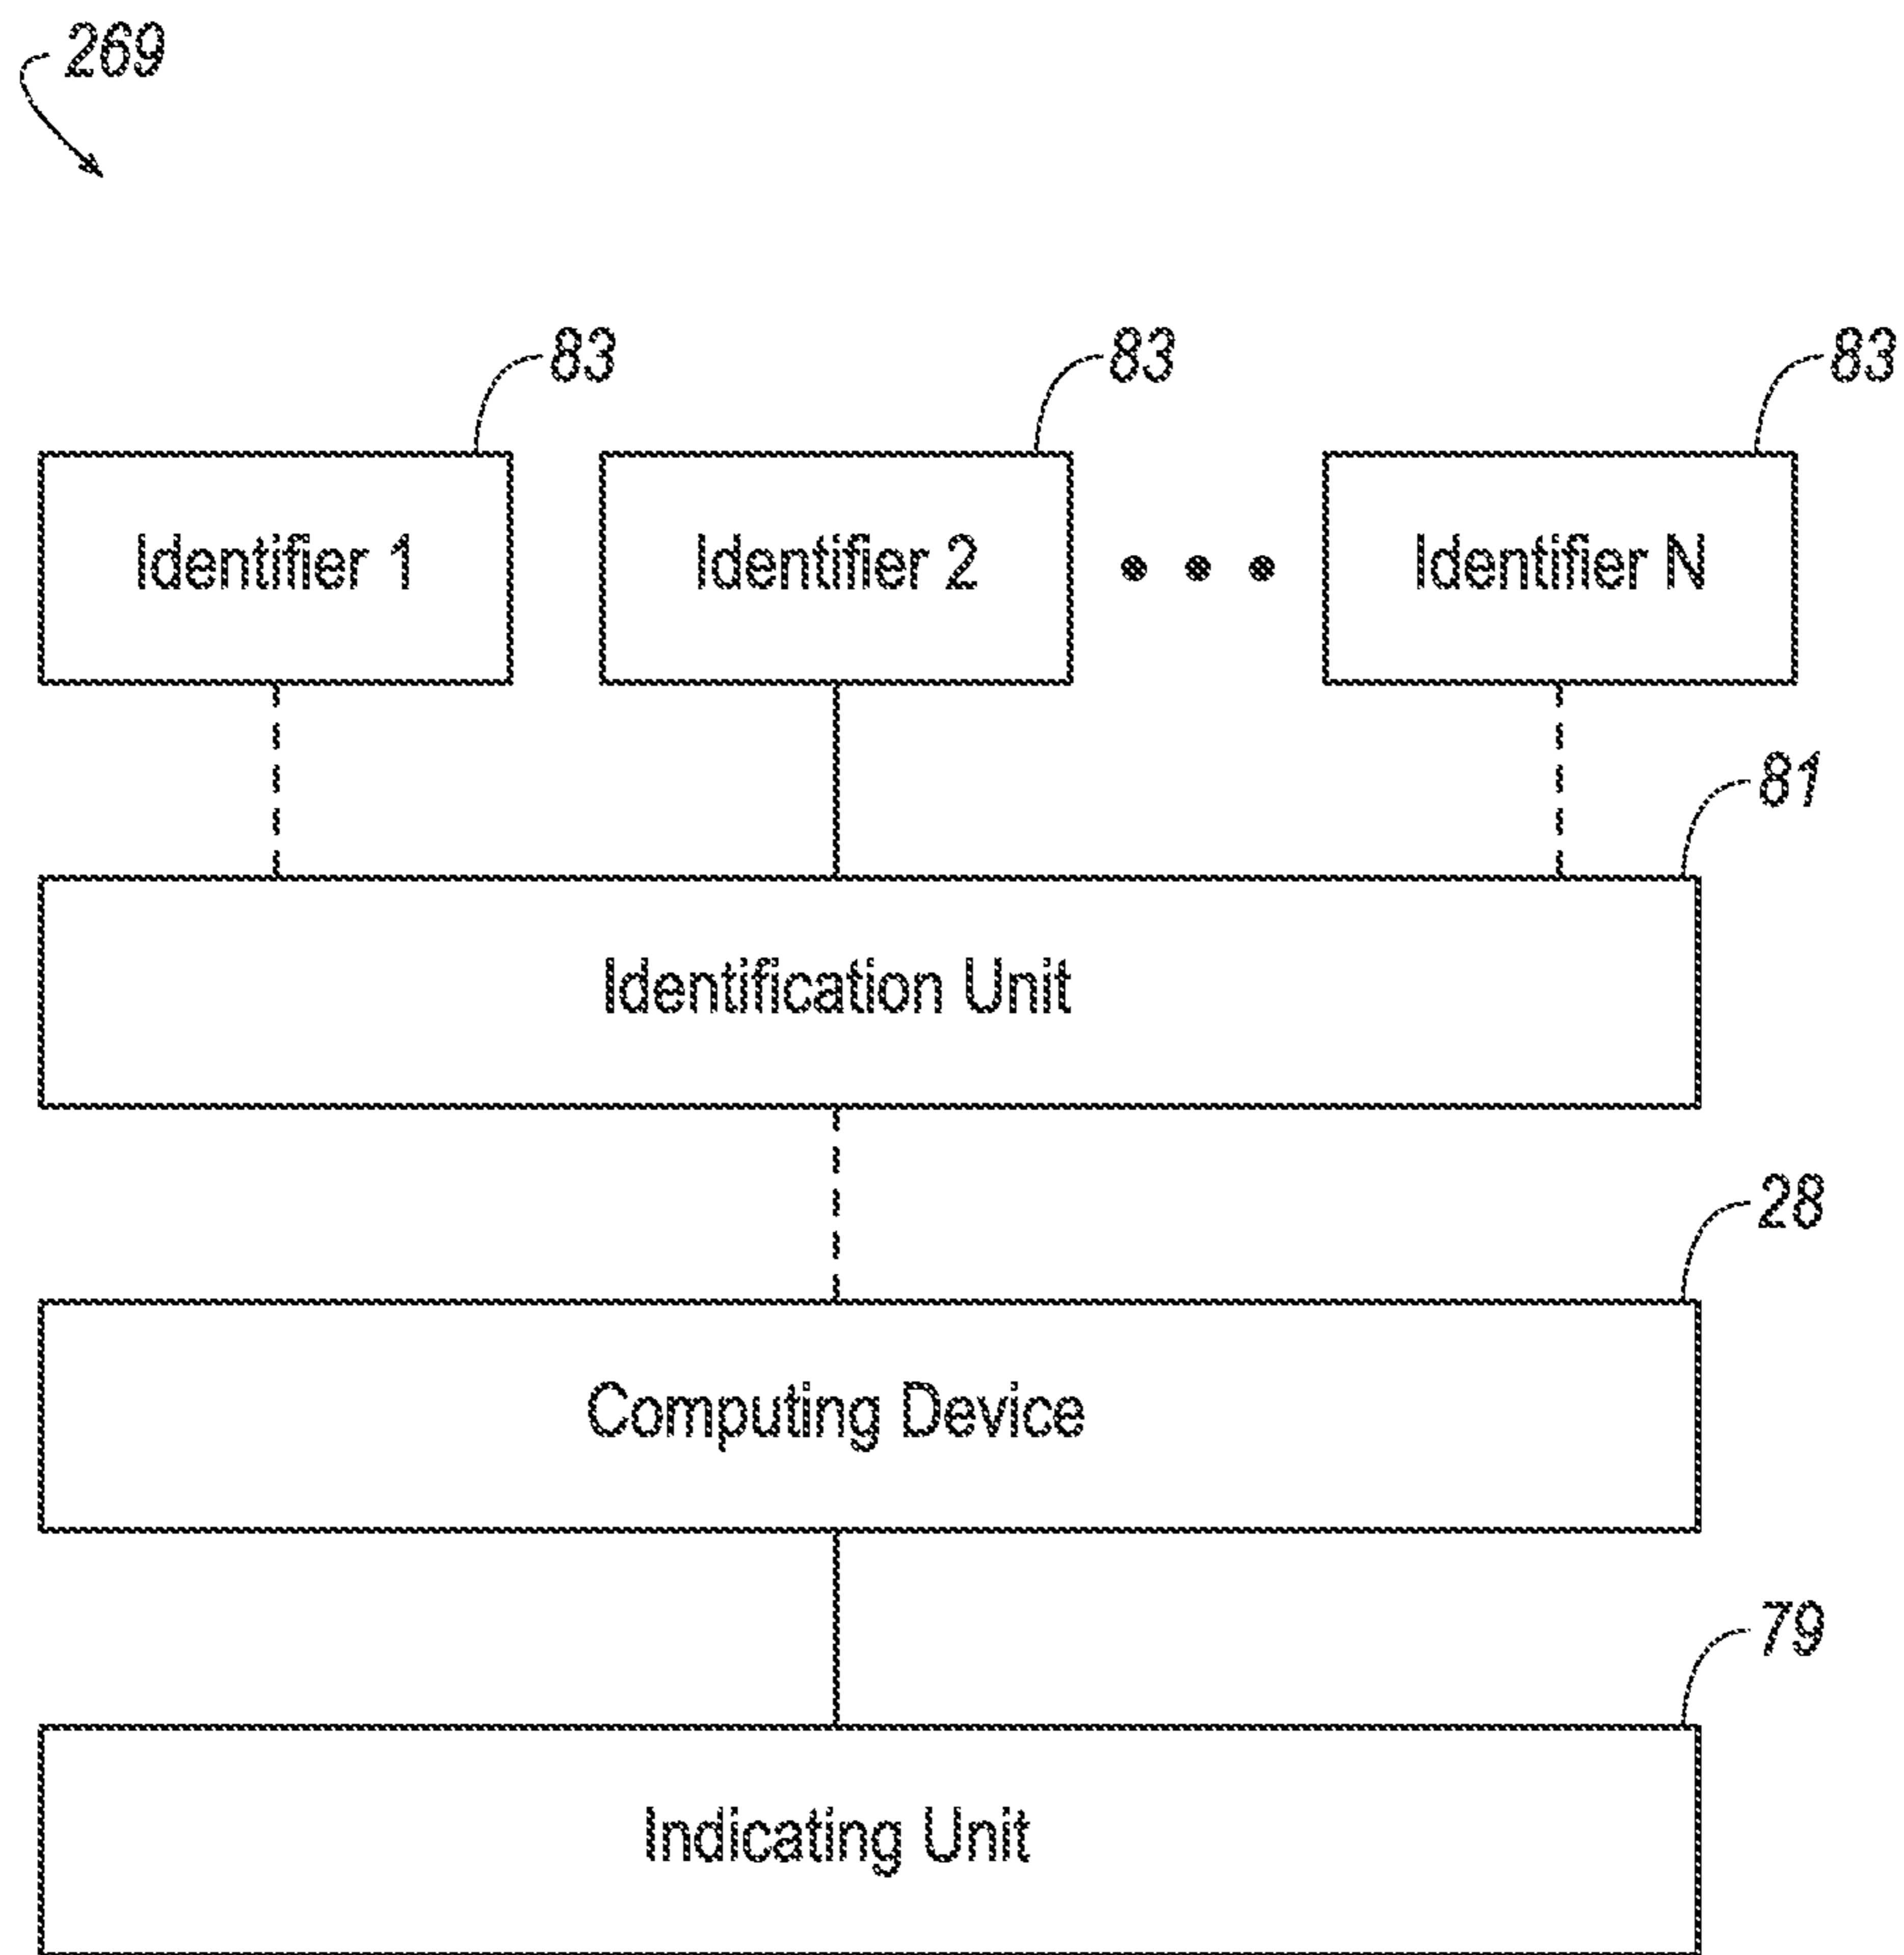 269
83 83 83
Identifier 1 Identifier 2 • • • Identifier N
81
Identification Unit
28
Computing Device
79
Indicating Unit